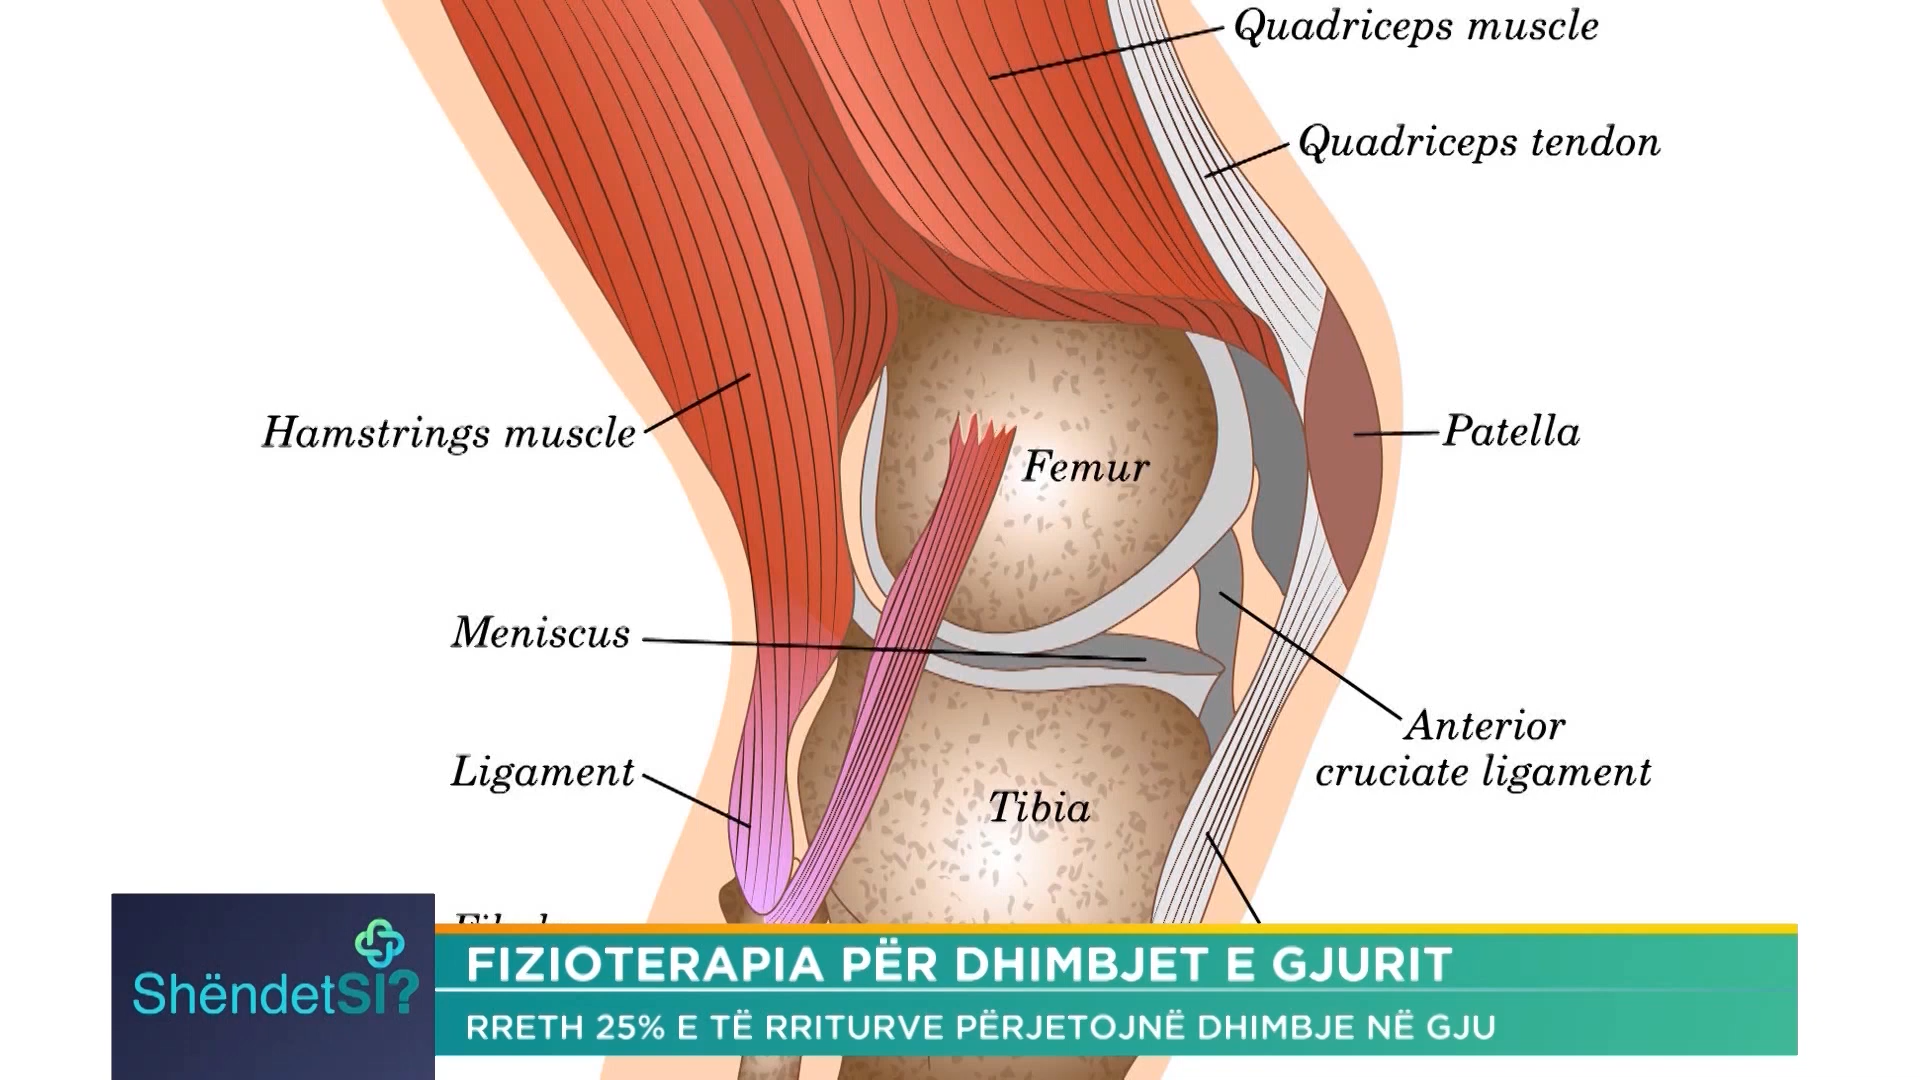 Quadriceps muscle
Quadriceps tendon
Hamstrings muscle
Patella
Femur
Meniscus
Anterior
cruciate ligament
Ligament
Tibia
ShëndetSI?
FIZIOTERAPIA PËR DHIMBJET E GJURIT
RRETH 25% E TË RRITURVE PËRJETOJNË DHIMBJE NË GJU